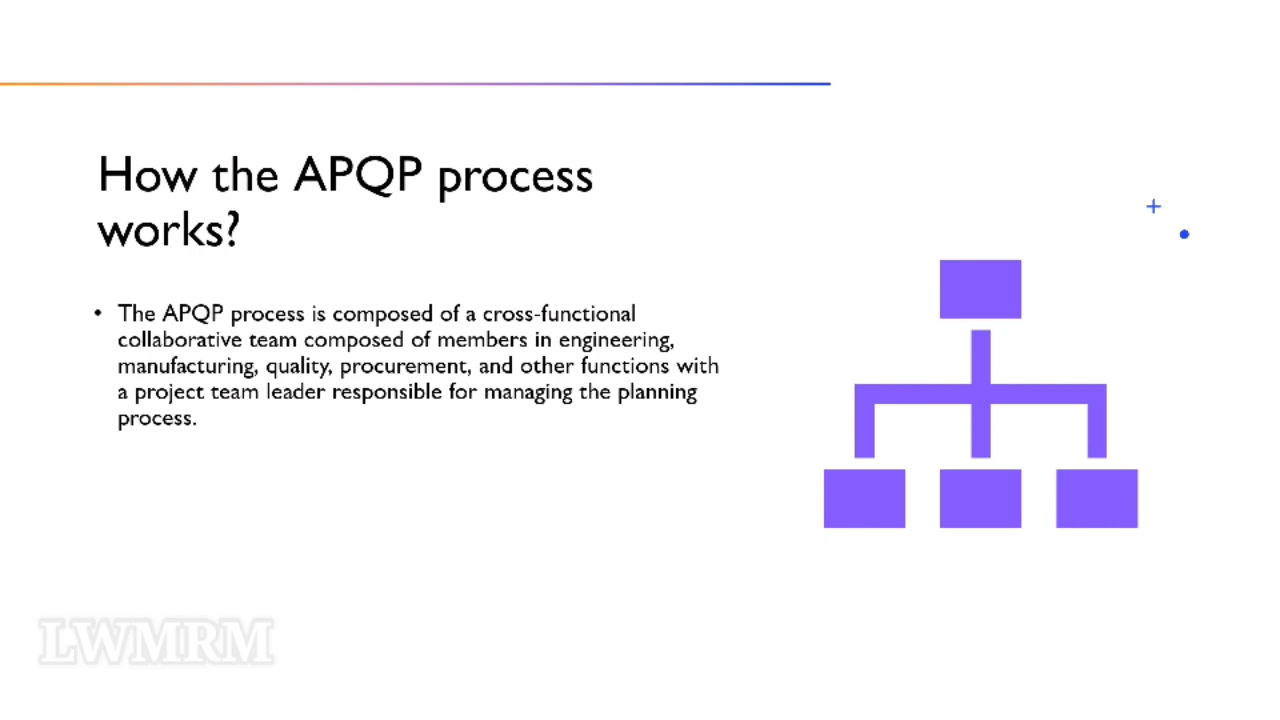 How the APQP process
works?
• The APQP process is composed of a cross-functional
collaborative team composed of members in engineering,
manufacturing, quality, procurement, and other functions with
a project team leader responsible for managing the planning
process.
LWMRM